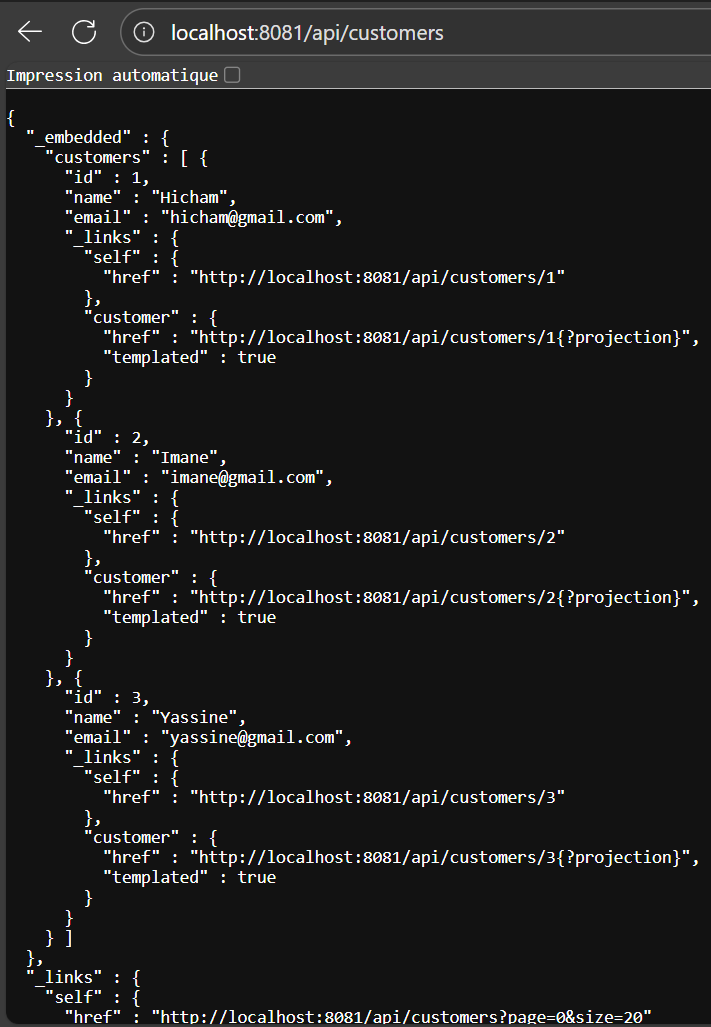 localhost:8081/api/customers
Impression automatique
{
  "_embedded" : {
    "customers" : [ {
      "id" : 1,
      "name" : "Hicham",
      "email" : "hicham@gmail.com",
      "_links" : {
        "self" : {
          "href" : "http://localhost:8081/api/customers/1"
        },
        "customer" : {
          "href" : "http://localhost:8081/api/customers/1{?projection}",
          "templated" : true
        }
      }
    }, {
      "id" : 2,
      "name" : "Imane",
      "email" : "imane@gmail.com",
      "_links" : {
        "self" : {
          "href" : "http://localhost:8081/api/customers/2"
        },
        "customer" : {
          "href" : "http://localhost:8081/api/customers/2{?projection}",
          "templated" : true
        }
      }
    }, {
      "id" : 3,
      "name" : "Yassine",
      "email" : "yassine@gmail.com",
      "_links" : {
        "self" : {
          "href" : "http://localhost:8081/api/customers/3"
        },
        "customer" : {
          "href" : "http://localhost:8081/api/customers/3{?projection}",
          "templated" : true
        }
      }
    } ]
  },
  "_links" : {
    "self" : {
      "href" : "http://localhost:8081/api/customers?page=0&size=20"